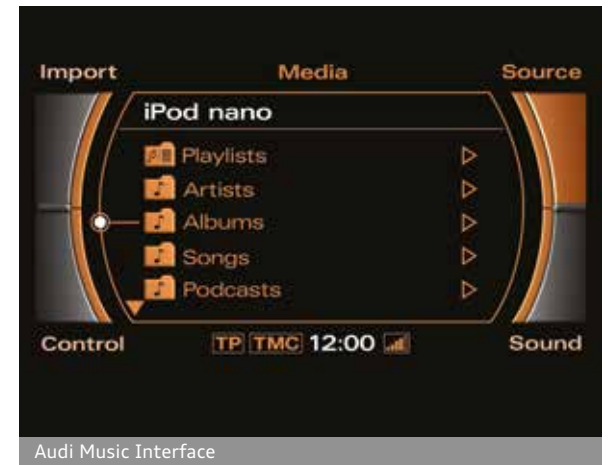 Import Media Source
iPod nano
Playlists
Artists
Albums
Songs
Podcasts
Control TP TMC 12:00 Sound
Audi Music Interface